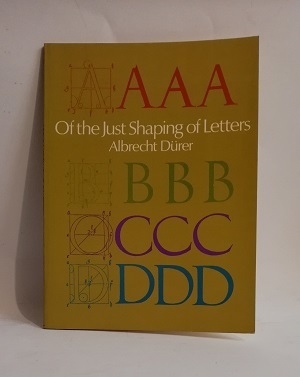 AAA
Of the Just Shaping of Letters
Albrecht Dürer
BBB
CCC
DDD